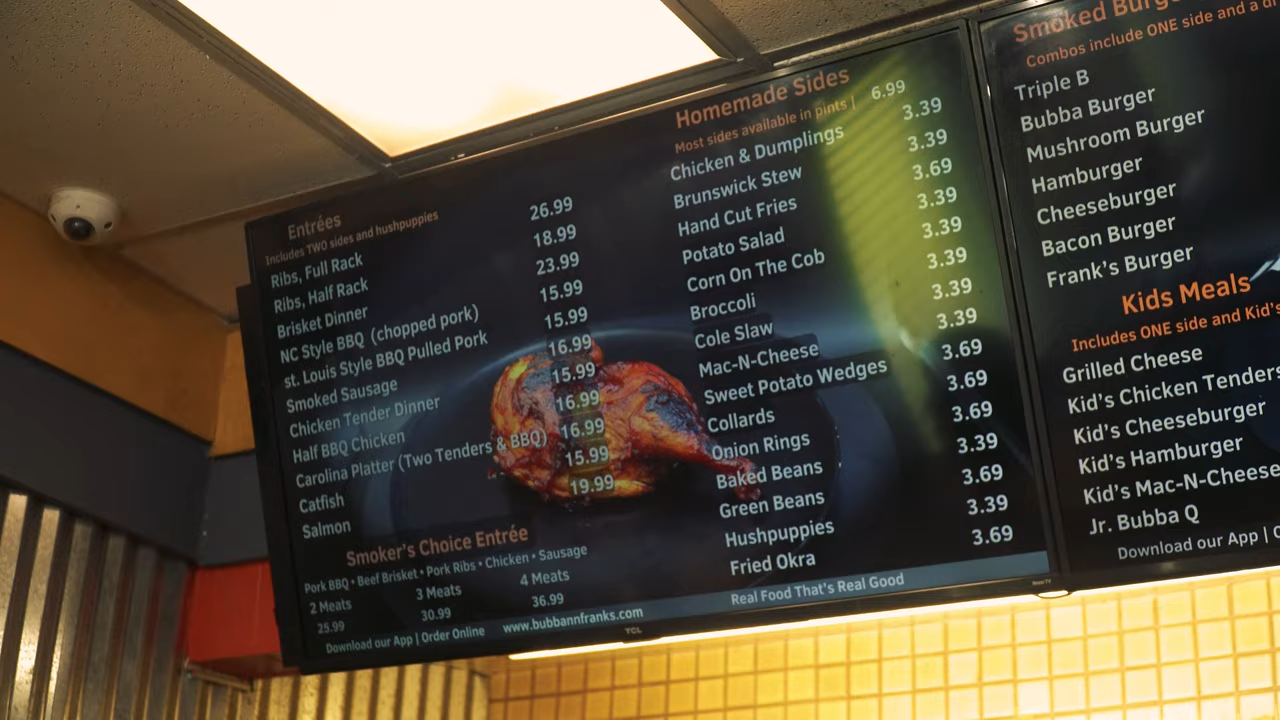 Entrées
Includes TWO sides and hushpuppies
Ribs, Full Rack 26.99
Ribs, Half Rack 18.99
Brisket Dinner 23.99
NC Style BBQ (chopped pork) 15.99
st. Louis Style BBQ Pulled Pork 15.99
Smoked Sausage 16.99
Chicken Tender Dinner 15.99
Half BBQ Chicken 16.99
Carolina Platter (Two Tenders & BBQ) 16.99
Catfish 15.99
Salmon 19.99
Smoker's Choice Entrée
Pork BBQ • Beef Brisket • Pork Ribs • Chicken • Sausage
2 Meats 3 Meats 4 Meats
25.99 30.99 36.99
Download our App | Order Online www.bubbannfranks.com
Homemade Sides
Most sides available in pints | 6.99
Chicken & Dumplings 3.39
Brunswick Stew 3.39
Hand Cut Fries 3.69
Potato Salad 3.39
Corn On The Cob 3.39
Broccoli 3.39
Cole Slaw 3.39
Mac-N-Cheese 3.39
Sweet Potato Wedges 3.69
Collards 3.69
Onion Rings 3.69
Baked Beans 3.39
Green Beans 3.69
Hushpuppies 3.39
Fried Okra 3.69
Real Food That's Real Good
TCL
Roku TV
Smoked Burge
Combos include ONE side and a
Triple B
Bubba Burger
Mushroom Burger
Hamburger
Cheeseburger
Bacon Burger
Frank's Burger
Kids Meals
Includes ONE side and Kid's
Grilled Cheese
Kid's Chicken Tenders
Kid's Cheeseburger
Kid's Hamburger
Kid's Mac-N-Cheese
Jr. Bubba Q
Download our App |